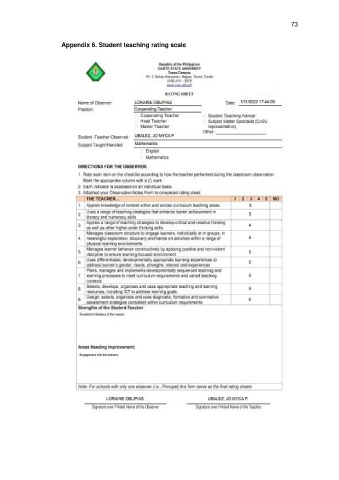 73
Appendix 6. Student teaching rating scale
Republic of the Philippines
CAVITE STATE UNIVERSITY
Tanza Campus
RATING SHEET
Name of Observer: LORAINE OBLIPIAS Date: 1/11/2022 17:44:09
Position: Cooperating Teacher
Cooperating Teacher Student Teaching Adviser
Head Teacher Subject Matter Specialist (CvSU
Master Teacher representative)
Other:
Student-Teacher Observed: UBALEZ, JO MYCA P.
Subject Taught/Handled: Mathematics
English
Mathematics
DIRECTIONS FOR THE OBSERVER:
1. Rate each item on the checklist according to how the teacher performed during the classroom observation.
Mark the appropriate column with a (/) mark.
2. Each indicator is assessed on an individual basis.
3. Attached your Observation Notes Form to completed rating sheet
THE TEACHER... 1 2 3 4 5 NO
1. Applies knowledge of content within and across curriculum teaching areas 5
2. Uses a range of teaching strategies that enhance learner achievement in
literacy and numeracy skills 5
3. Applies a range of teaching strategies to develop critical and creative thinking
as well as other higher-order thinking skills 4
4. Manages classroom structure to engage learners, individually or in groups, in
meaningful exploration, discovery and hands-on activities within a range of
physical learning environments 4
5. Manages learner behavior constructively by applying positive and non-violent
discipline to ensure learning-focused environment 5
6. Uses differentiated, developmentally appropriate learning experiences to
address learner's gender, needs, strengths, interest and experiences 5
7. Plans, manages and implements developmentally sequenced teaching and
learning processes to meet curriculum requirements and varied teaching
contexts 5
8. Selects, develops, organizes and uses appropriate teaching and learning
resources, including ICT to address learning goals. 5
9. Design, selects, organizes and uses diagnostic, formative and summative
assessment strategies consistent within curriculum requirements 5
Strengths of the Student-Teacher:
Areas Needing Improvement:
Engagement with the learners
Note: For schools with only one observer (i.e., Principal) this form serve as the final rating sheets
LORAINE OBLIPIAS UBALEZ, JO MYCA P.
Signature over Printed Name of the Observer Signature over Printed Name of the Teacher